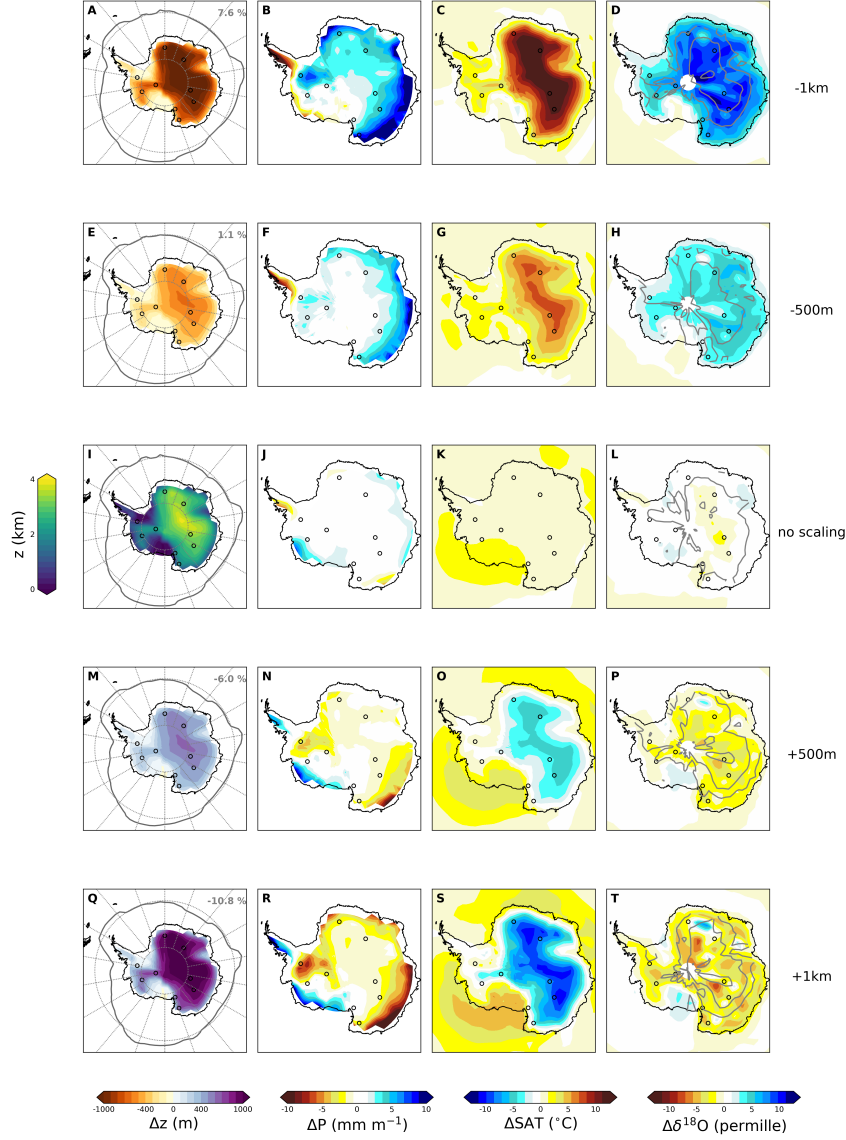 A
7.6 %
B
C
D
-1km
E
1.1 %
F
G
H
-500m
I
J
K
L
no scaling
4
2
0
z (km)
M
-6.0 %
N
O
P
+500m
Q
-10.8 %
R
S
T
+1km
-1000 -400 0 400 1000
Δz (m)
-10 -5 0 5 10
ΔP (mm m⁻¹)
-10 -5 0 5 10
ΔSAT (°C)
-10 -5 0 5 10
Δδ¹⁸O (permille)